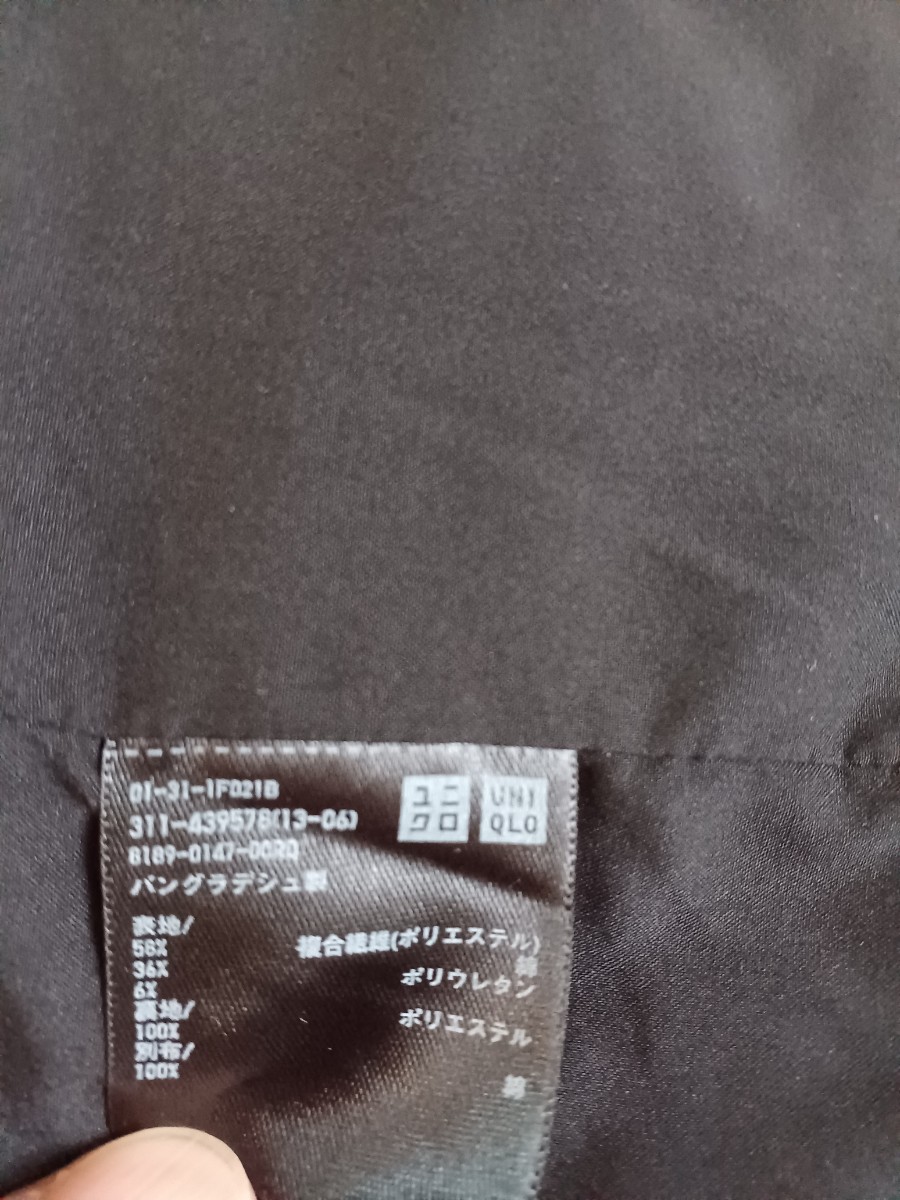 01-31-1F021B
ユニ
クロ
UNI
QLO
311-439578(13-06)
8189-0147-00RQ
バングラデシュ製
表地/
58% 複合繊維(ポリエステル)
36% 綿
6% ポリウレタン
裏地/
100% ポリエステル
別布/
100% 綿